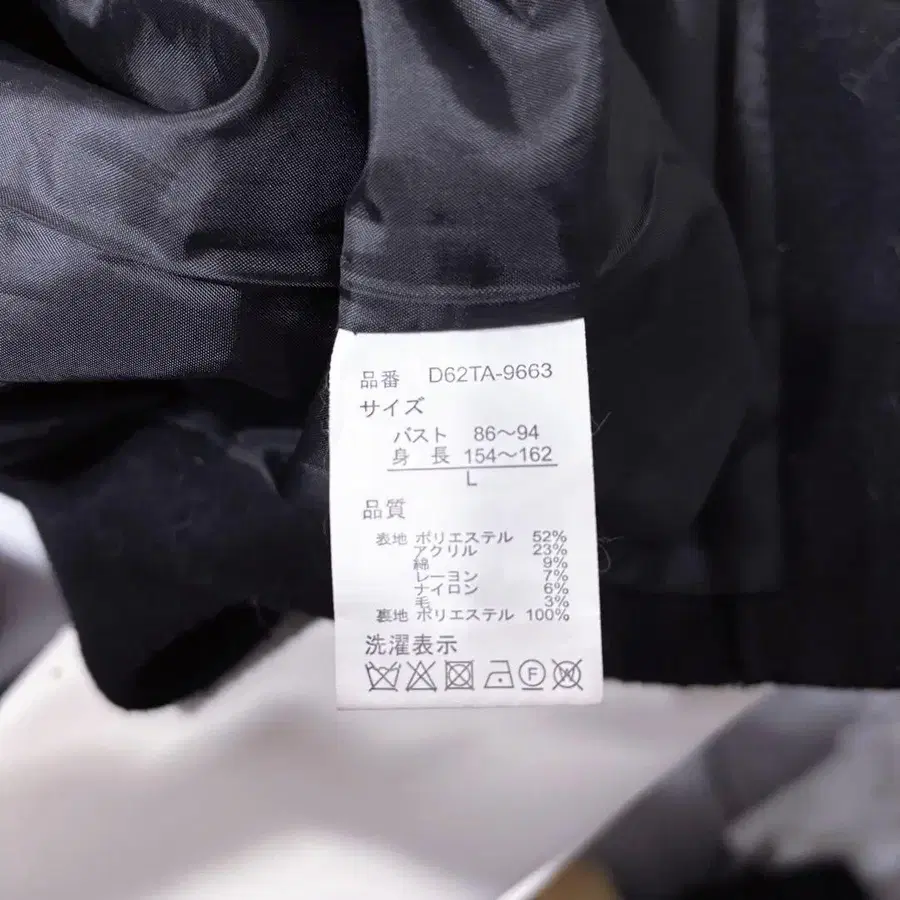 品番 D62TA-9663
サイズ
バスト 86～94
身長 154～162
L
品質
表地 ポリエステル 52%
アクリル 23%
綿 9%
レーヨン 7%
ナイロン 6%
毛 3%
裏地 ポリエステル 100%
洗濯表示
F W